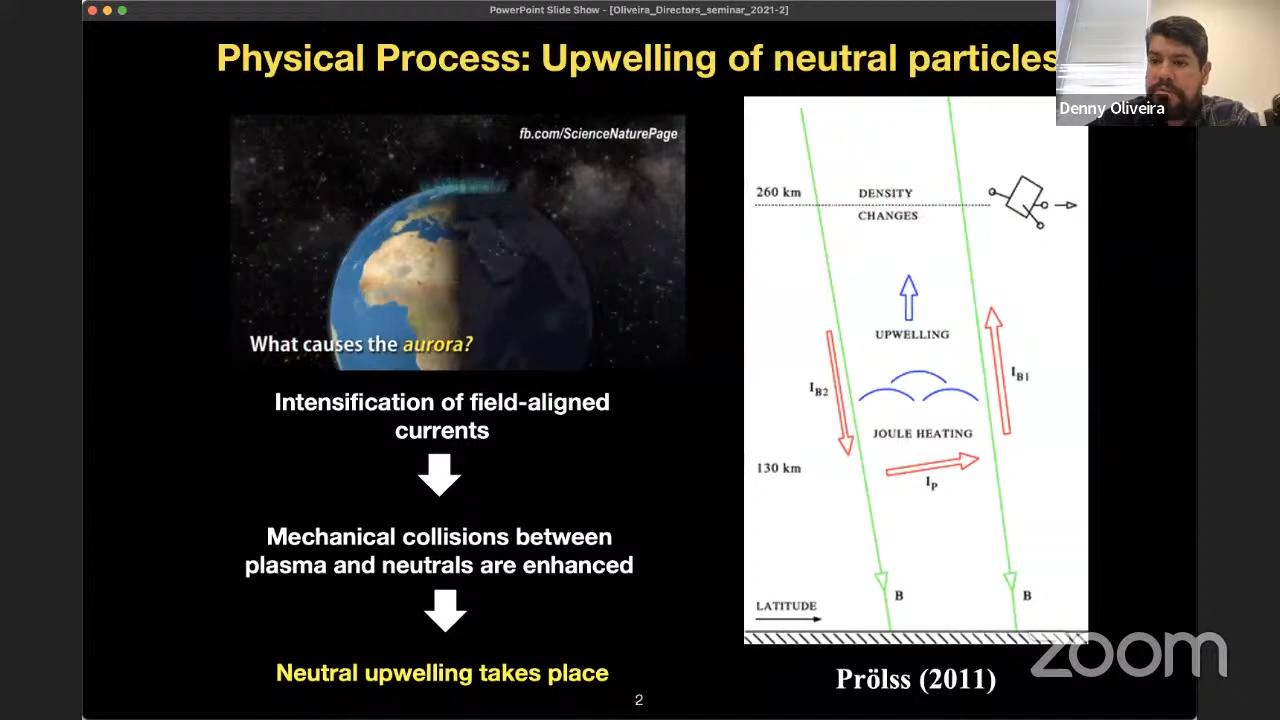 PowerPoint Slide Show - [Oliveira_Directors_seminar_2021-2]
Physical Process: Upwelling of neutral particles
Denny Oliveira
fb.com/ScienceNaturePage
What causes the aurora?
Intensification of field-aligned
currents
Mechanical collisions between
plasma and neutrals are enhanced
Neutral upwelling takes place
260 km
DENSITY
CHANGES
UPWELLING
I_B2
I_B1
JOULE HEATING
130 km
I_P
B
B
LATITUDE
Prölss (2011)
2
zoom